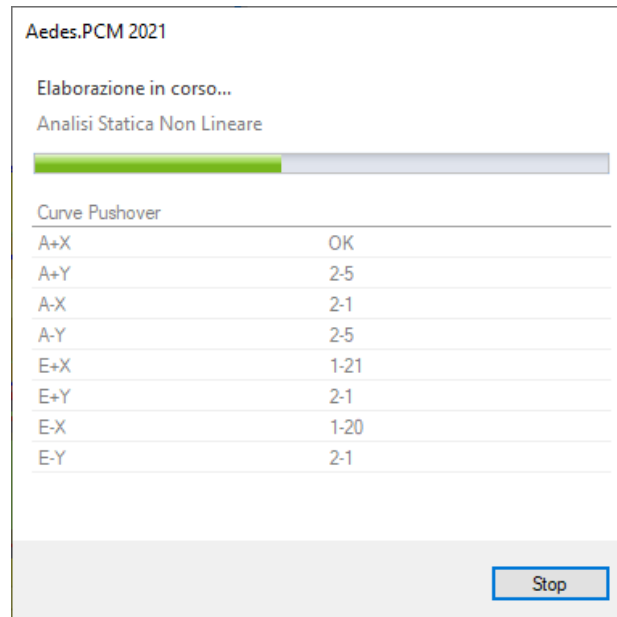 Aedes.PCM 2021
Elaborazione in corso...
Analisi Statica Non Lineare
Curve Pushover
A+X OK
A+Y 2-5
A-X 2-1
A-Y 2-5
E+X 1-21
E+Y 2-1
E-X 1-20
E-Y 2-1
Stop